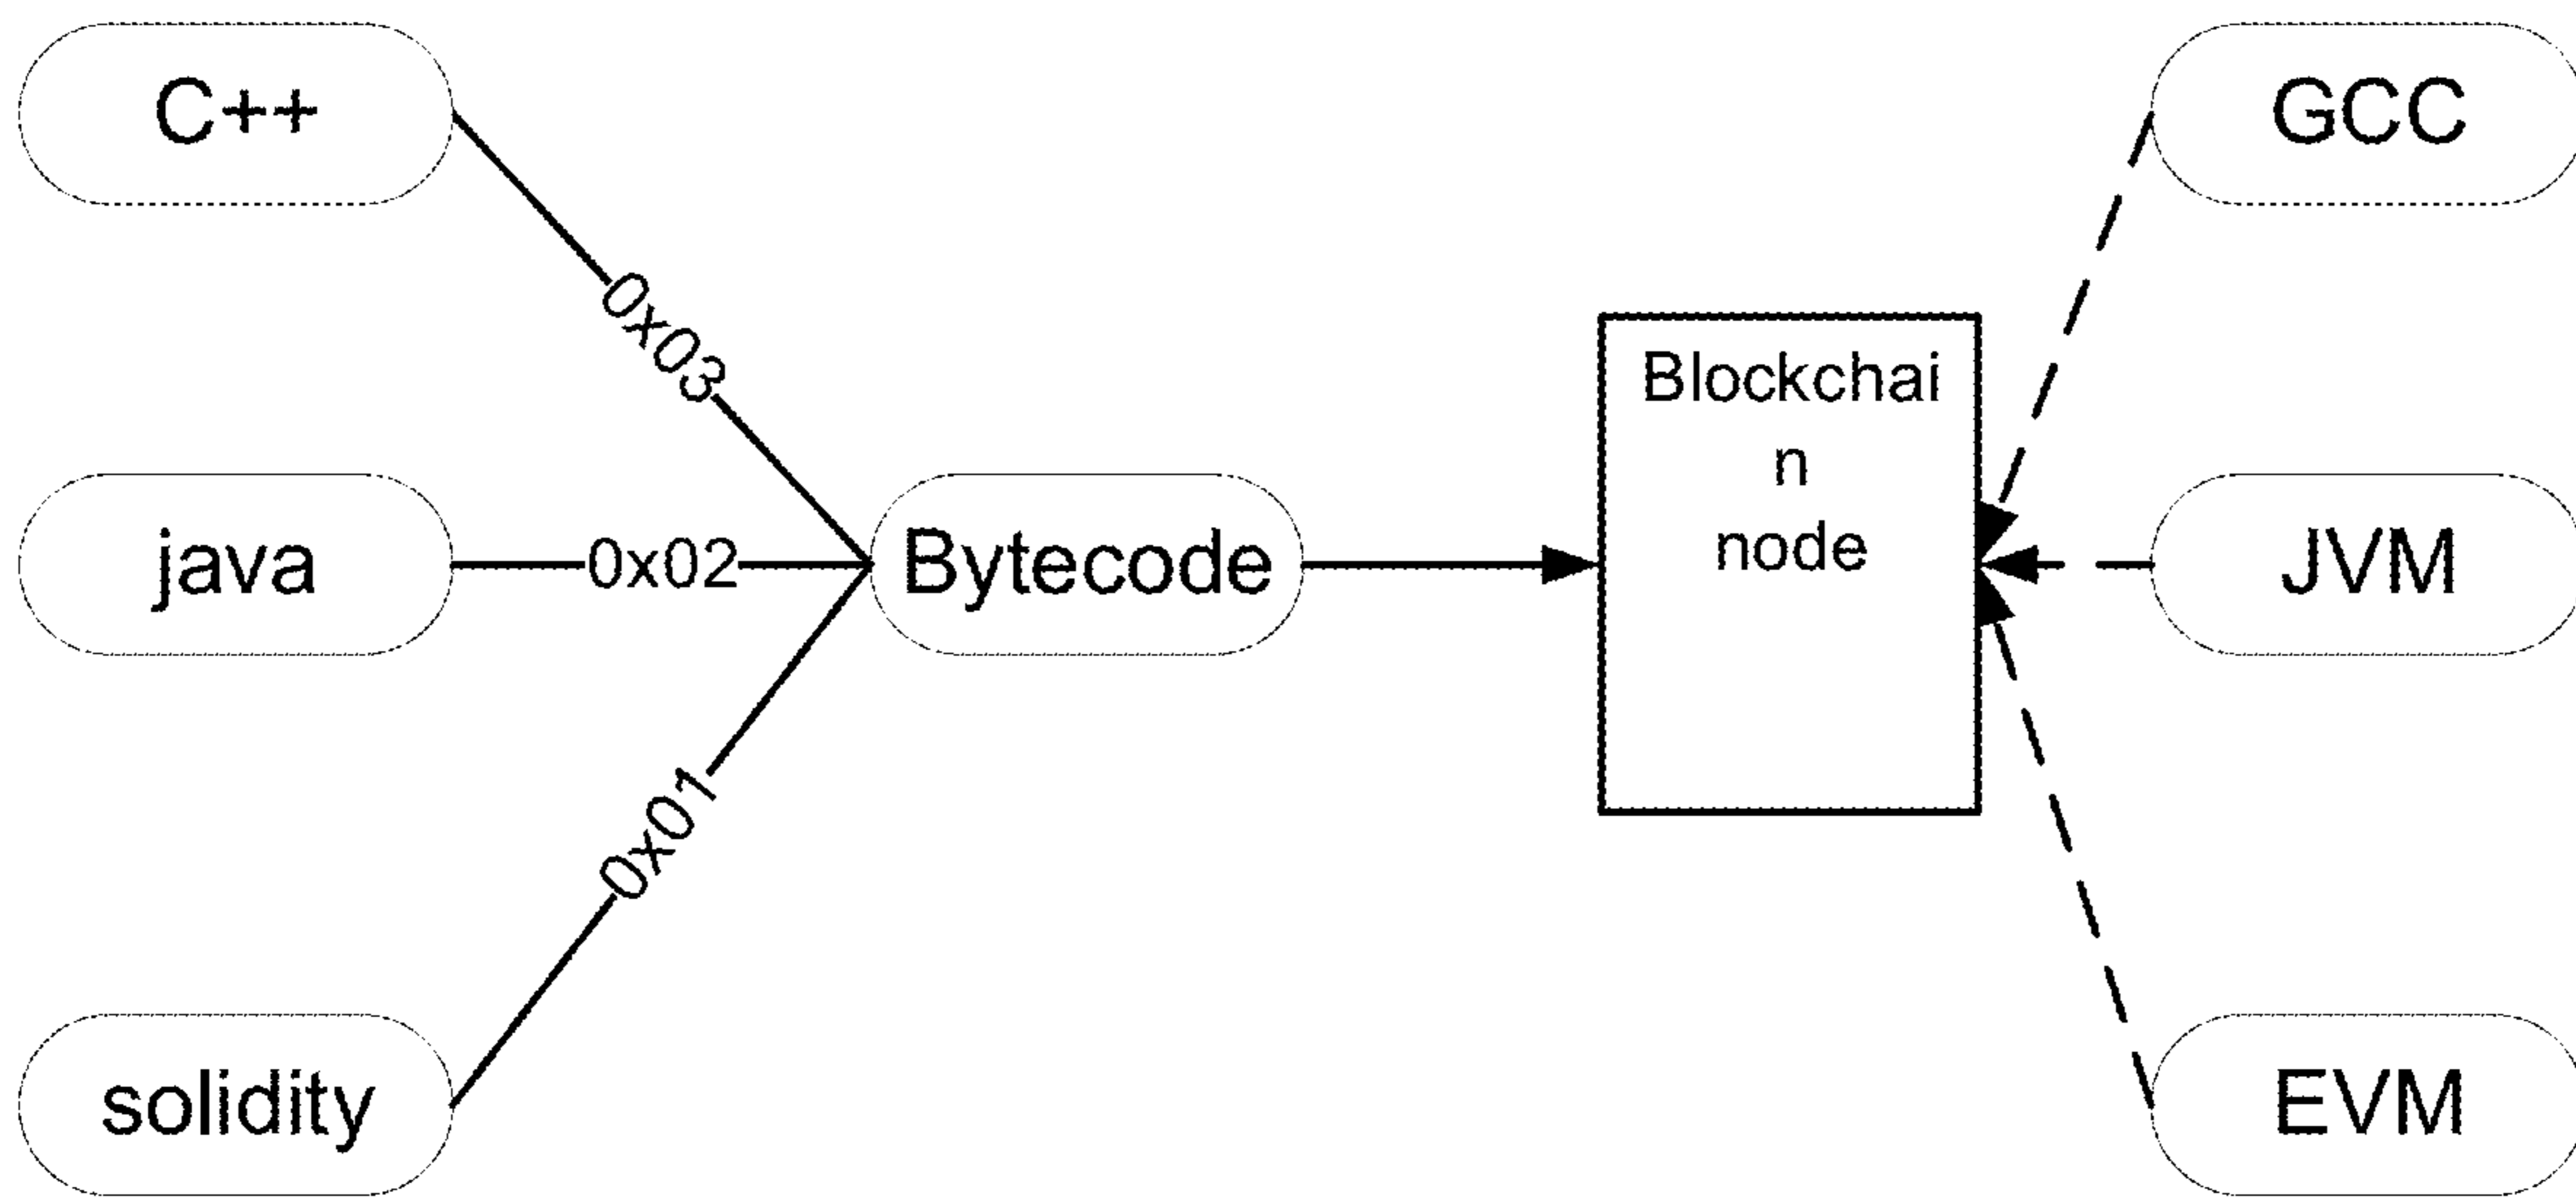 C++
GCC
0x03
Blockchai
n
node
java
0x02
Bytecode
JVM
0x01
solidity
EVM